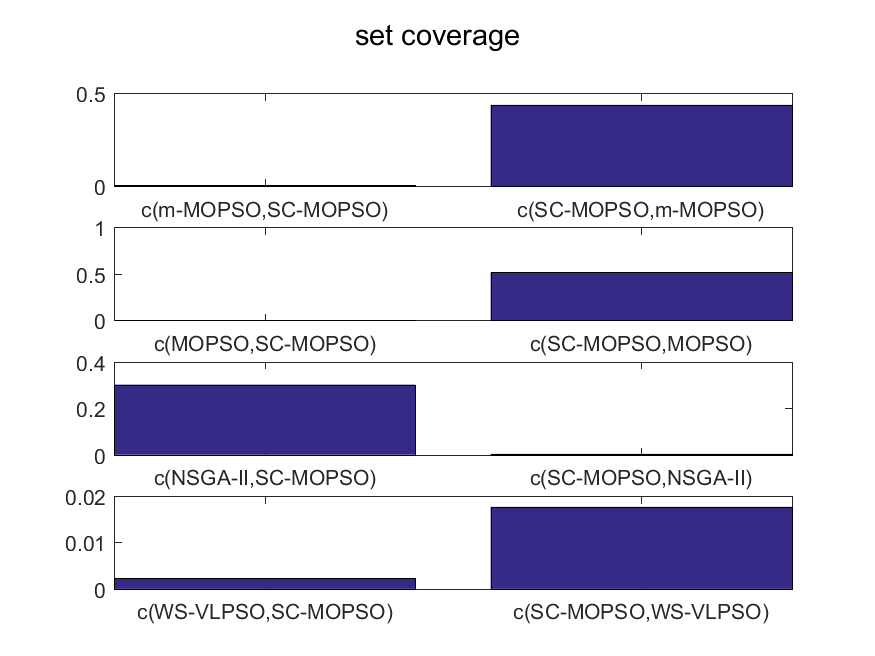 set coverage
0.5
0
c(m-MOPSO,SC-MOPSO) c(SC-MOPSO,m-MOPSO)
1
0.5
0
c(MOPSO,SC-MOPSO) c(SC-MOPSO,MOPSO)
0.4
0.2
0
c(NSGA-II,SC-MOPSO) c(SC-MOPSO,NSGA-II)
0.02
0.01
0
c(WS-VLPSO,SC-MOPSO) c(SC-MOPSO,WS-VLPSO)